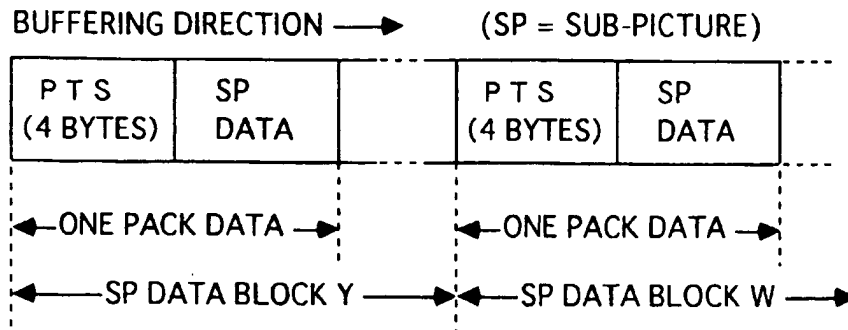 BUFFERING DIRECTION (SP = SUB-PICTURE)
P T S SP P T S SP
(4 BYTES) DATA (4 BYTES) DATA
ONE PACK DATA ONE PACK DATA
SP DATA BLOCK Y SP DATA BLOCK W